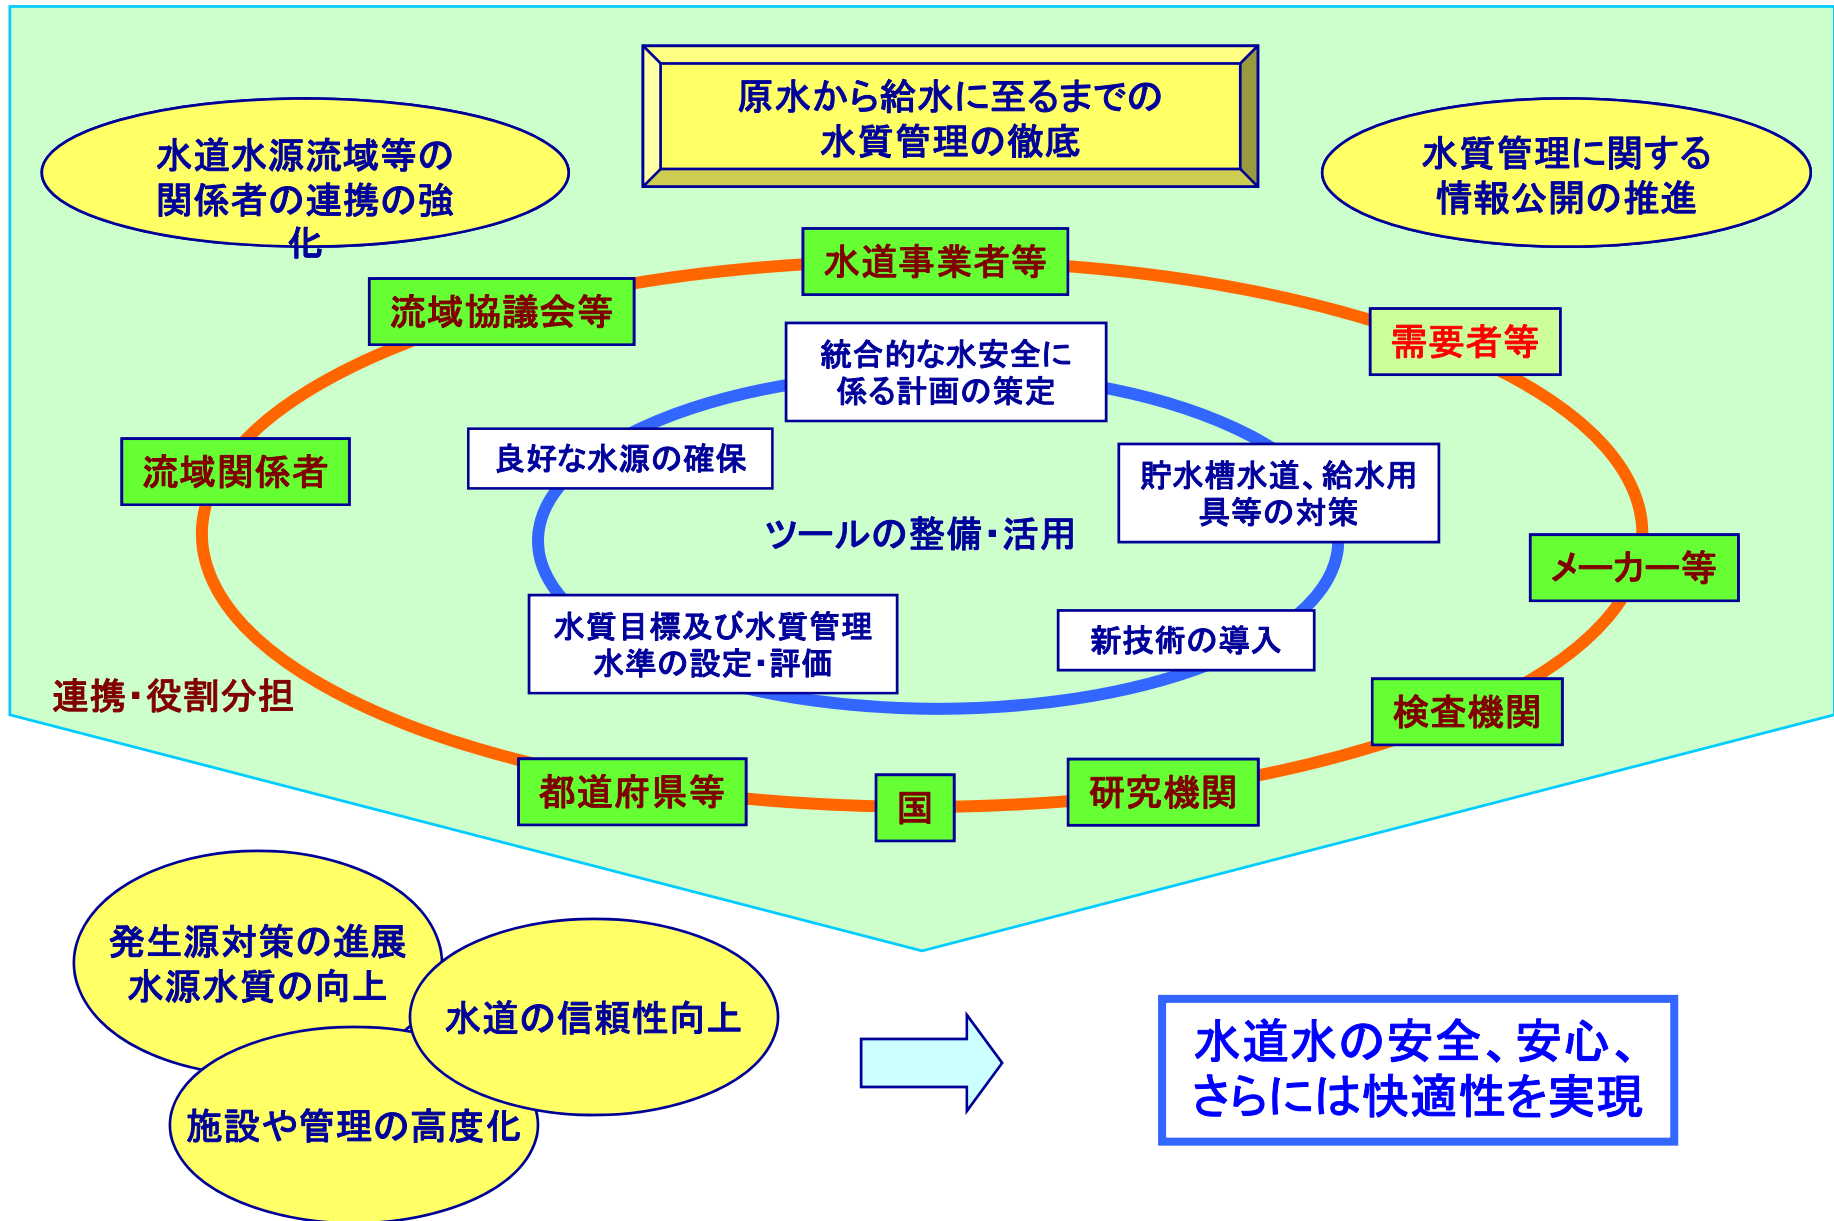 原水から給水に至るまでの
水質管理の徹底
水道水源流域等の
関係者の連携の強
化
水質管理に関する
情報公開の推進
水道事業者等
流域協議会等
需要者等
統合的な水安全に
係る計画の策定
良好な水源の確保
流域関係者
貯水槽水道、給水用
具等の対策
ツールの整備・活用
メーカー等
水質目標及び水質管理
水準の設定・評価
新技術の導入
連携・役割分担
検査機関
都道府県等
国
研究機関
発生源対策の進展
水源水質の向上
水道の信頼性向上
施設や管理の高度化
水道水の安全、安心、
さらには快適性を実現